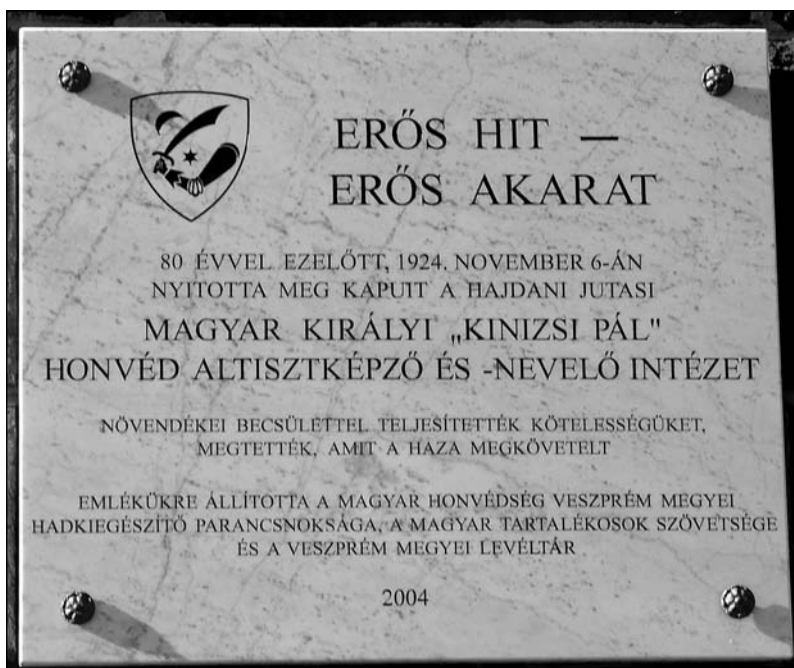 ERŐS HIT —
ERŐS AKARAT
80 ÉVVEL EZELŐTT, 1924. NOVEMBER 6-ÁN
NYITOTTA MEG KAPUIT A HAJDANI JUTASI
MAGYAR KIRÁLYI „KINIZSI PÁL"
HONVÉD ALTISZTKÉPZŐ ÉS -NEVELŐ INTÉZET
NÖVENDÉKEI BECSÜLETTEL TELJESÍTETTÉK KÖTELESSÉGÜKET,
MEGTETTÉK, AMIT A HAZA MEGKÖVETELT
EMLÉKÜKRE ÁLLÍTOTTA A MAGYAR HONVÉDSÉG VESZPRÉM MEGYEI
HADKIEGÉSZÍTŐ PARANCSNOKSÁGA, A MAGYAR TARTALÉKOSOK SZÖVETSÉGE
ÉS A VESZPRÉM MEGYEI LEVÉLTÁR
2004